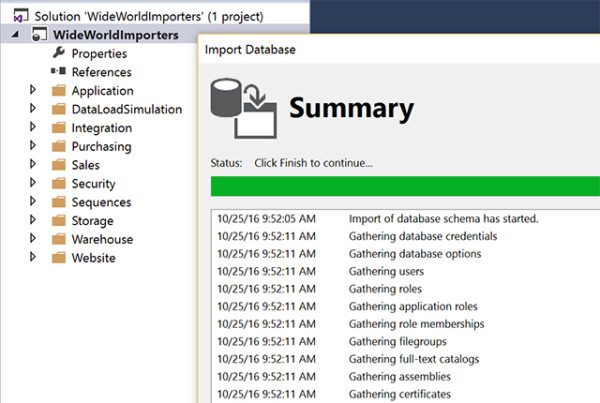 Solution 'WideWorldImporters' (1 project)
WideWorldImporters
Properties
References
Application
DataLoadSimulation
Integration
Purchasing
Sales
Security
Sequences
Storage
Warehouse
Website
Import Database
Summary
Status: Click Finish to continue...
10/25/16 9:52:05 AM Import of database schema has started.
10/25/16 9:52:11 AM Gathering database credentials
10/25/16 9:52:11 AM Gathering database options
10/25/16 9:52:11 AM Gathering users
10/25/16 9:52:11 AM Gathering roles
10/25/16 9:52:11 AM Gathering application roles
10/25/16 9:52:11 AM Gathering role memberships
10/25/16 9:52:11 AM Gathering filegroups
10/25/16 9:52:11 AM Gathering full-text catalogs
10/25/16 9:52:11 AM Gathering assemblies
10/25/16 9:52:11 AM Gathering certificates